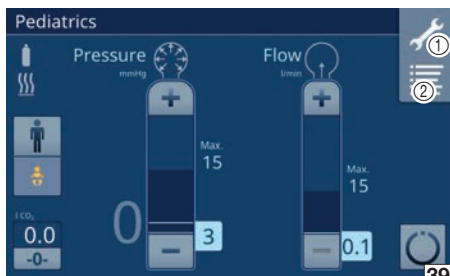 Pediatrics
①
②
Pressure
mmHg
Flow
l/min
+
+
Max.
15
Max.
15
0
3
0.1
l CO₂
0.0
-0-
39